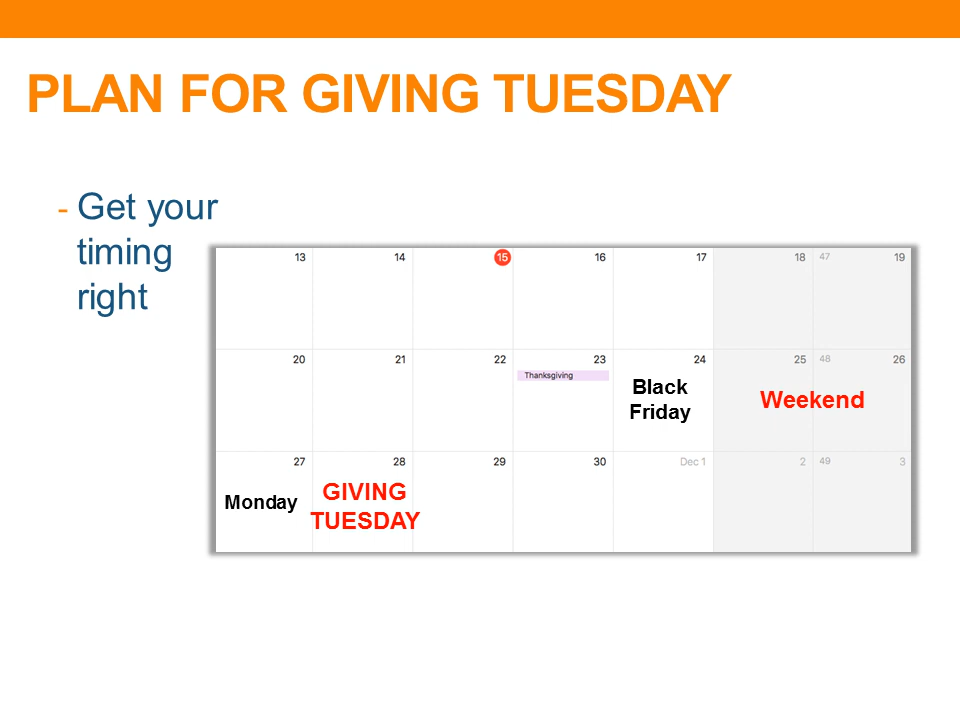 PLAN FOR GIVING TUESDAY
- Get your
timing
right
13 14 15 16 17 18 47 19
20 21 22 23 24 25 48 26
Thanksgiving
Black
Friday
Weekend
27 28 29 30 Dec 1 2 49 3
Monday
GIVING
TUESDAY